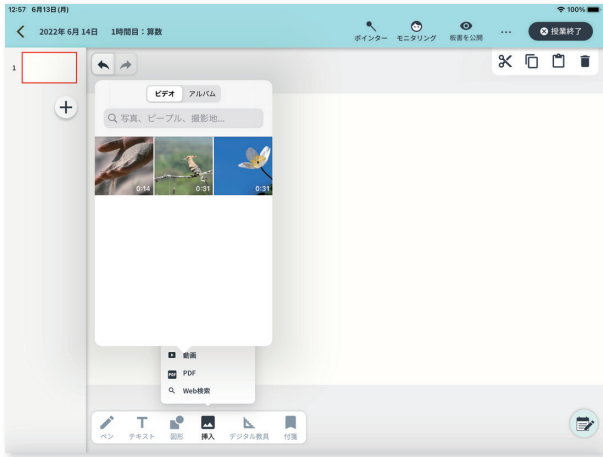 12:57 6月13日(月)
100%
2022年 6月 14日 1時間目：算数
ポインター モニタリング 板書を公開 … 授業終了
1
ビデオ アルバム
写真、ピープル、撮影地...
0:14 0:31 0:31
動画
PDF PDF
Web検索
ペン テキスト 図形 挿入 デジタル教具 付箋